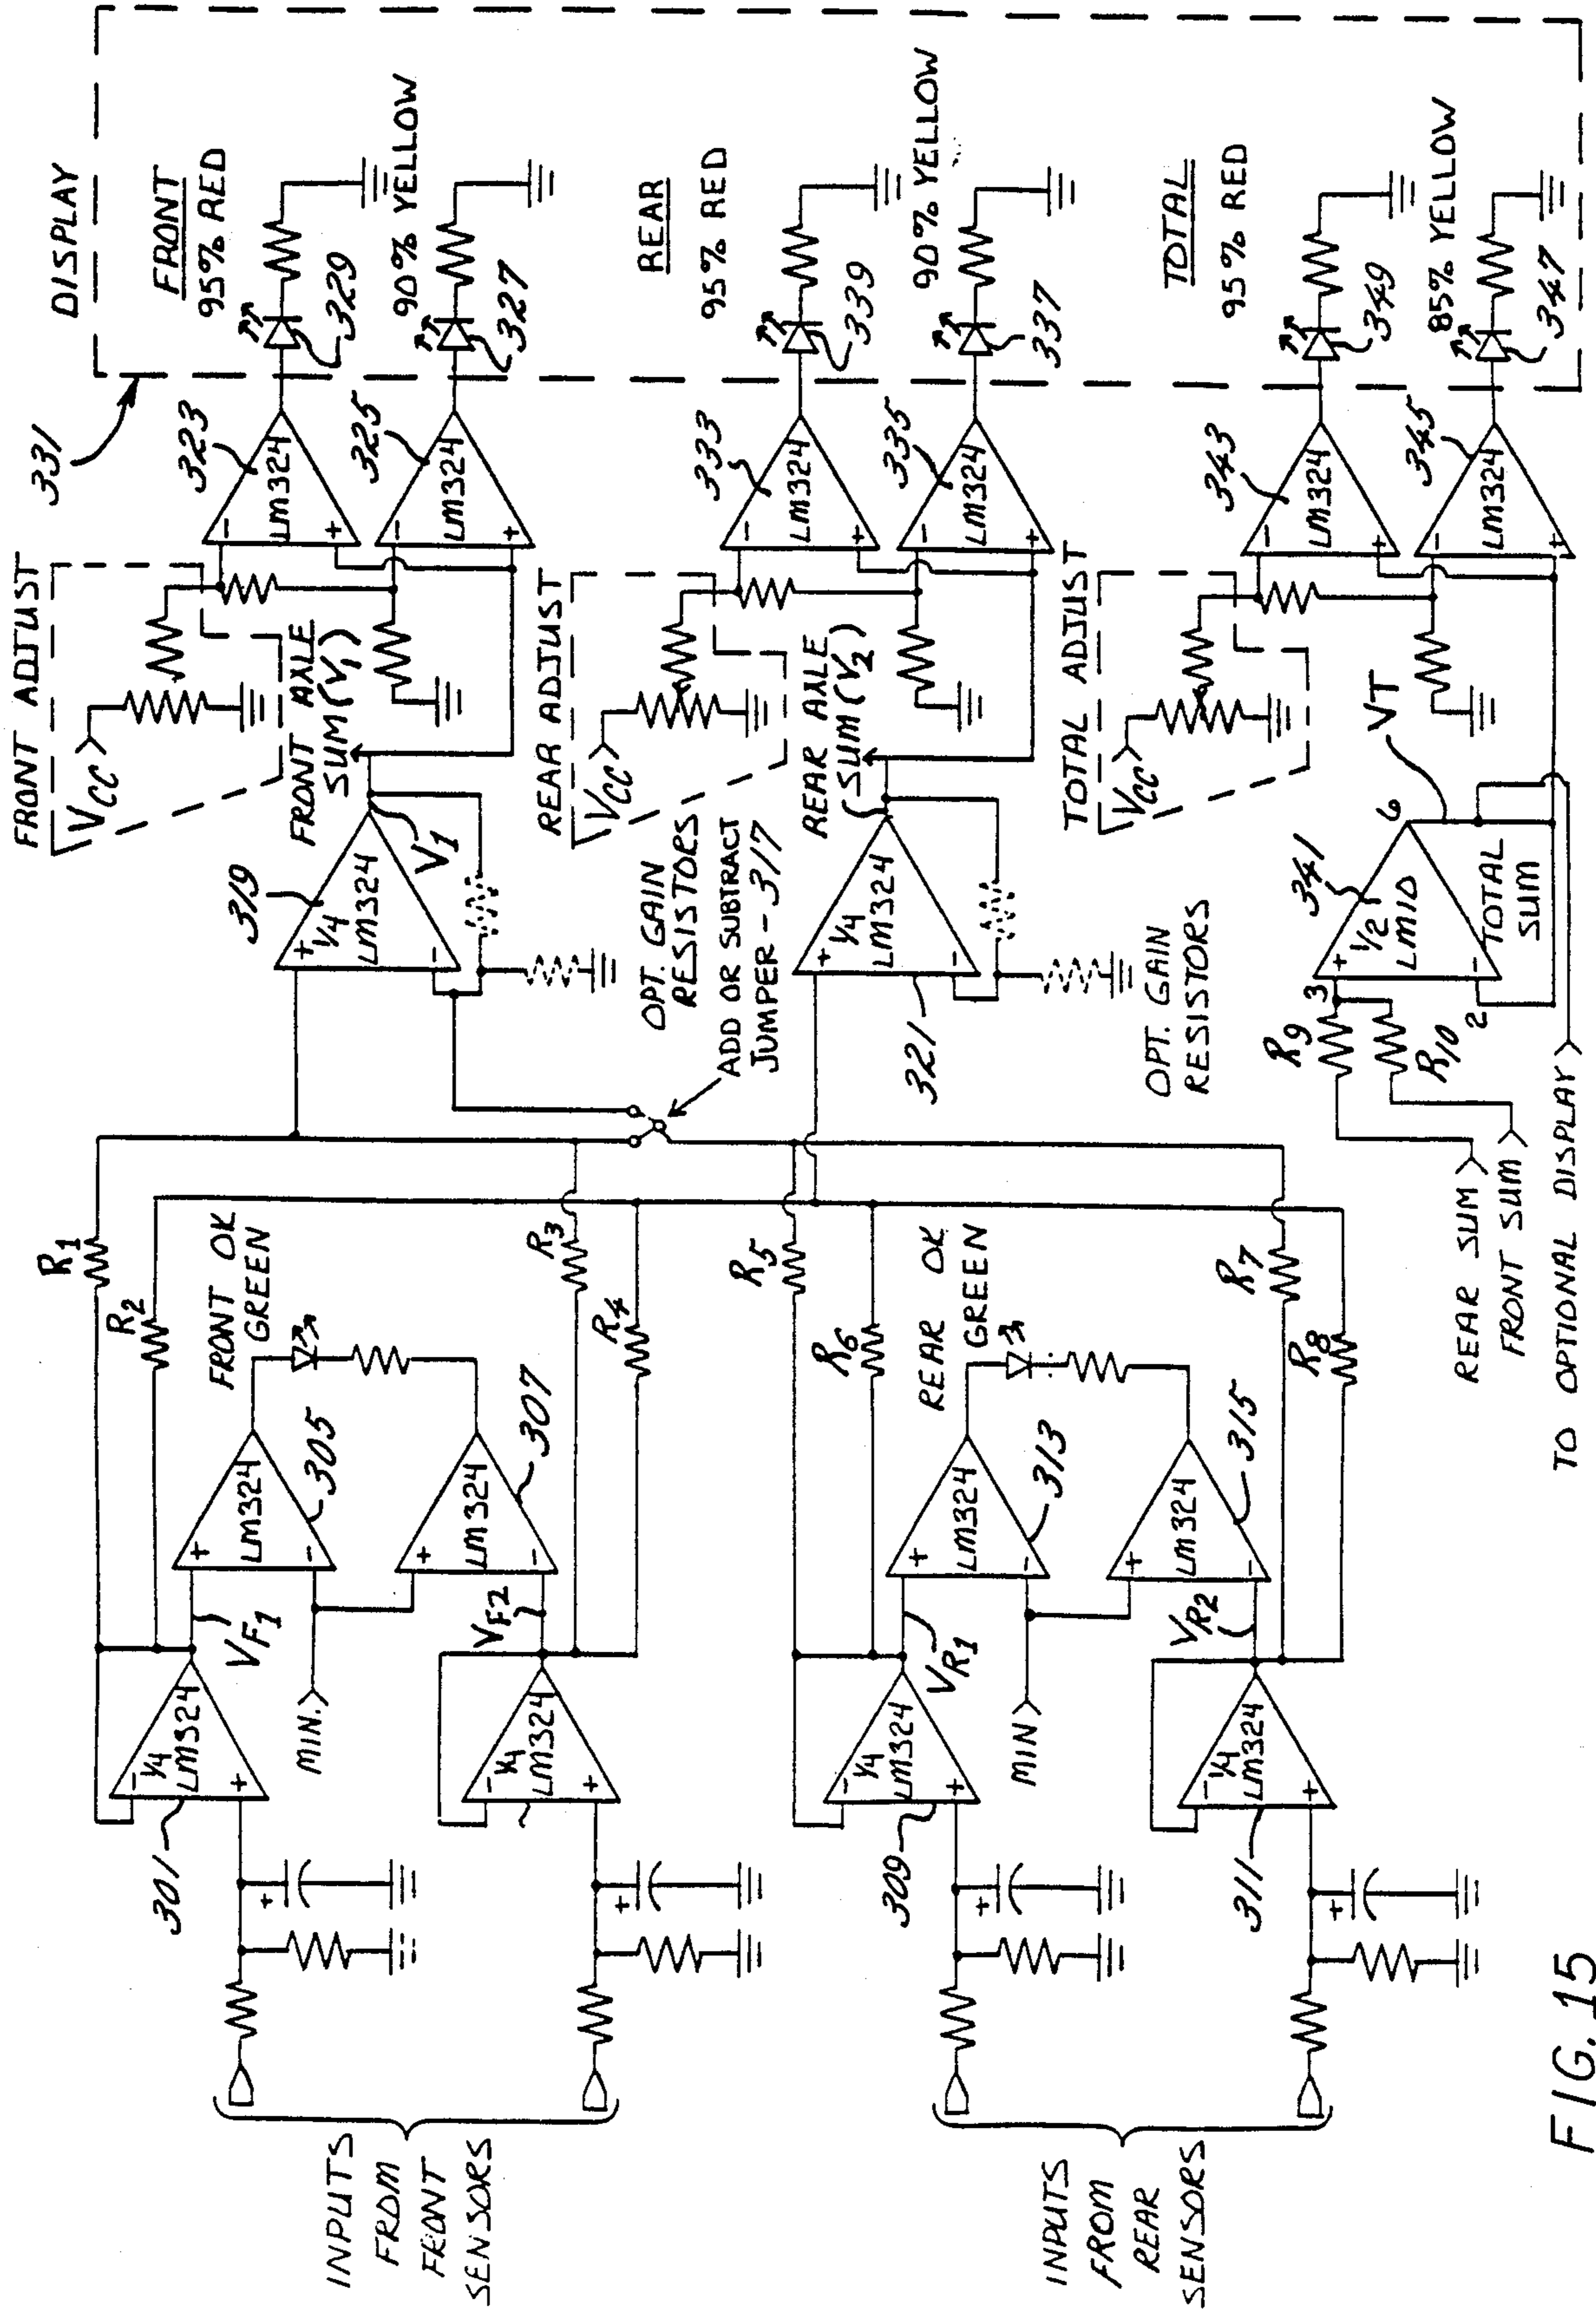 331
DISPLAY
FRONT ADJUST
VCC
FRONT AXLE
SUM (V1)
V1
319
+
1/4
LM324
-
323
-
LM324
+
325
-
LM324
+
FRONT
95% RED
329
90% YELLOW
327
OPT. GAIN
RESISTORS
ADD OR SUBTRACT
JUMPER - 317
REAR ADJUST
VCC
REAR AXLE
SUM (V2)
321
+
1/4
LM324
-
333
-
LM324
+
335
-
LM324
+
REAR
95% RED
339
90% YELLOW
337
OPT. GAIN
RESISTORS
TOTAL ADJUST
VCC
VT
341
3
+
1/2
LM10
-
2
6
TOTAL
SUM
R9
R10
343
-
LM324
+
345
-
LM324
+
TOTAL
95% RED
349
85% YELLOW
347
REAR SUM
FRONT SUM
TO OPTIONAL DISPLAY
R1
R2
FRONT OK
GREEN
R3
R4
301
-
1/4
LM324
+
VF1
+
LM324
-
305
MIN.
+
LM324
-
307
VF2
-
1/4
LM324
+
+
+
INPUTS
FROM
FRONT
SENSORS
R5
R6
REAR OK
GREEN
R7
R8
309
-
1/4
LM324
+
VR1
+
LM324
-
313
MIN
+
LM324
-
315
VR2
311
-
1/4
LM324
+
+
+
INPUTS
FROM
REAR
SENSORS
FIG. 15